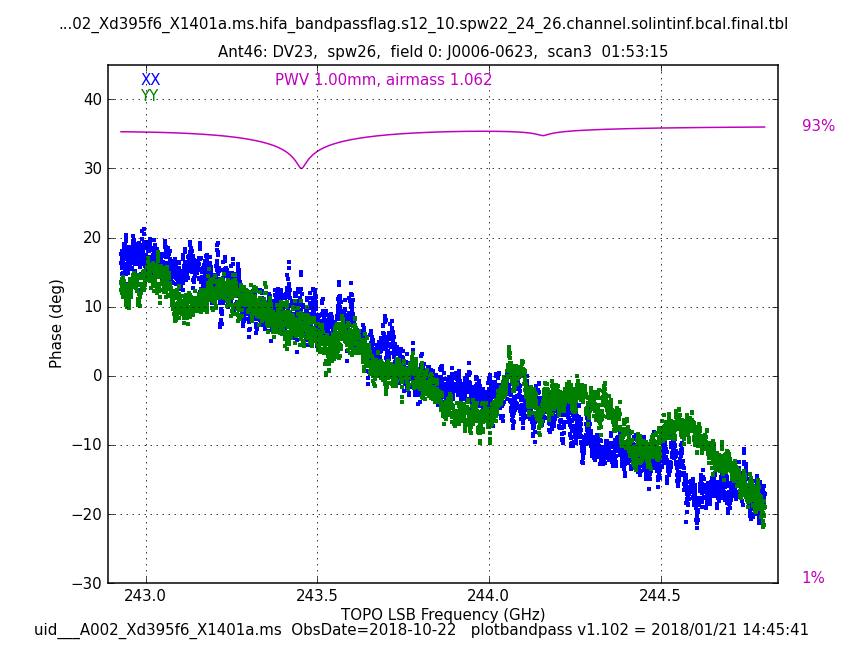 ...02_Xd395f6_X1401a.ms.hifa_bandpassflag.s12_10.spw22_24_26.channel.solintinf.bcal.final.tbl
Ant46: DV23,  spw26,  field 0: J0006-0623,  scan3  01:53:15
XX
PWV 1.00mm, airmass 1.062
YY
40
93%
30
20
10
0
−10
−20
−30
1%
Phase (deg)
243.0
243.5
244.0
244.5
TOPO LSB Frequency (GHz)
uid___A002_Xd395f6_X1401a.ms  ObsDate=2018-10-22   plotbandpass v1.102 = 2018/01/21 14:45:41